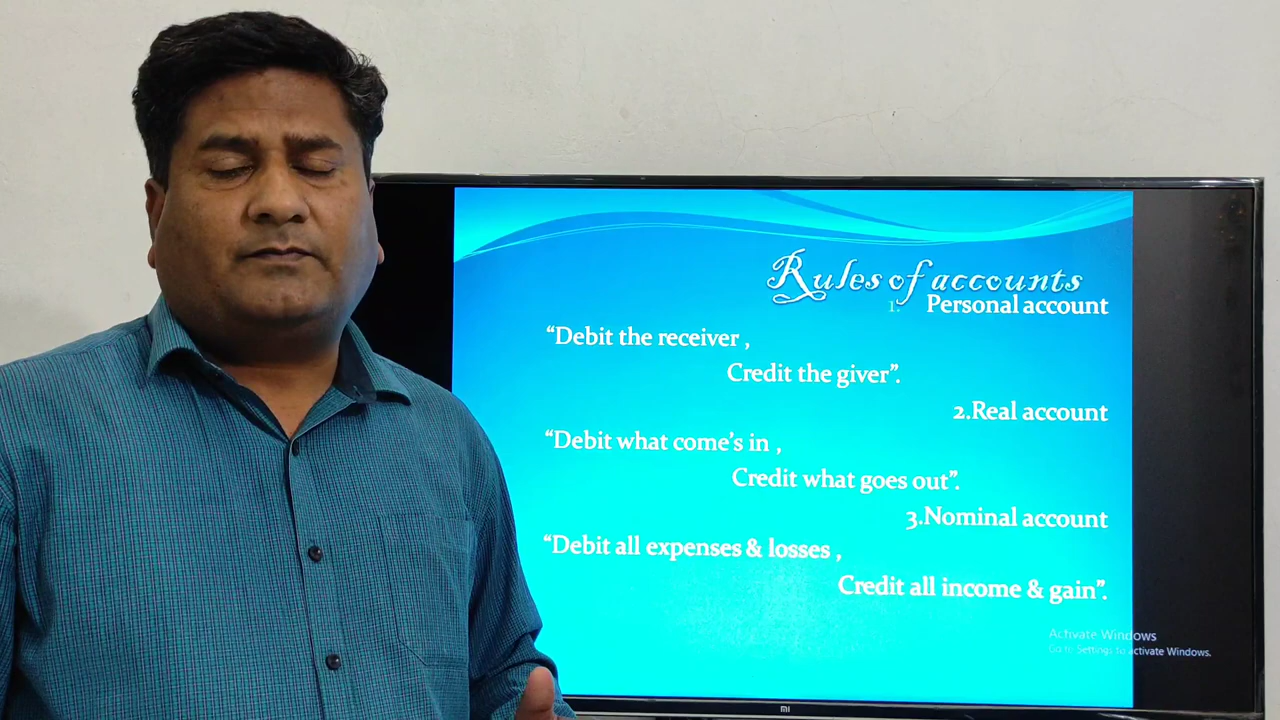 Rules of accounts
1. Personal account
“Debit the receiver ,
Credit the giver”.
2.Real account
“Debit what come’s in ,
Credit what goes out”.
3.Nominal account
“Debit all expenses & losses ,
Credit all income & gain”.
Activate Windows
Go to Settings to activate Windows.
mi